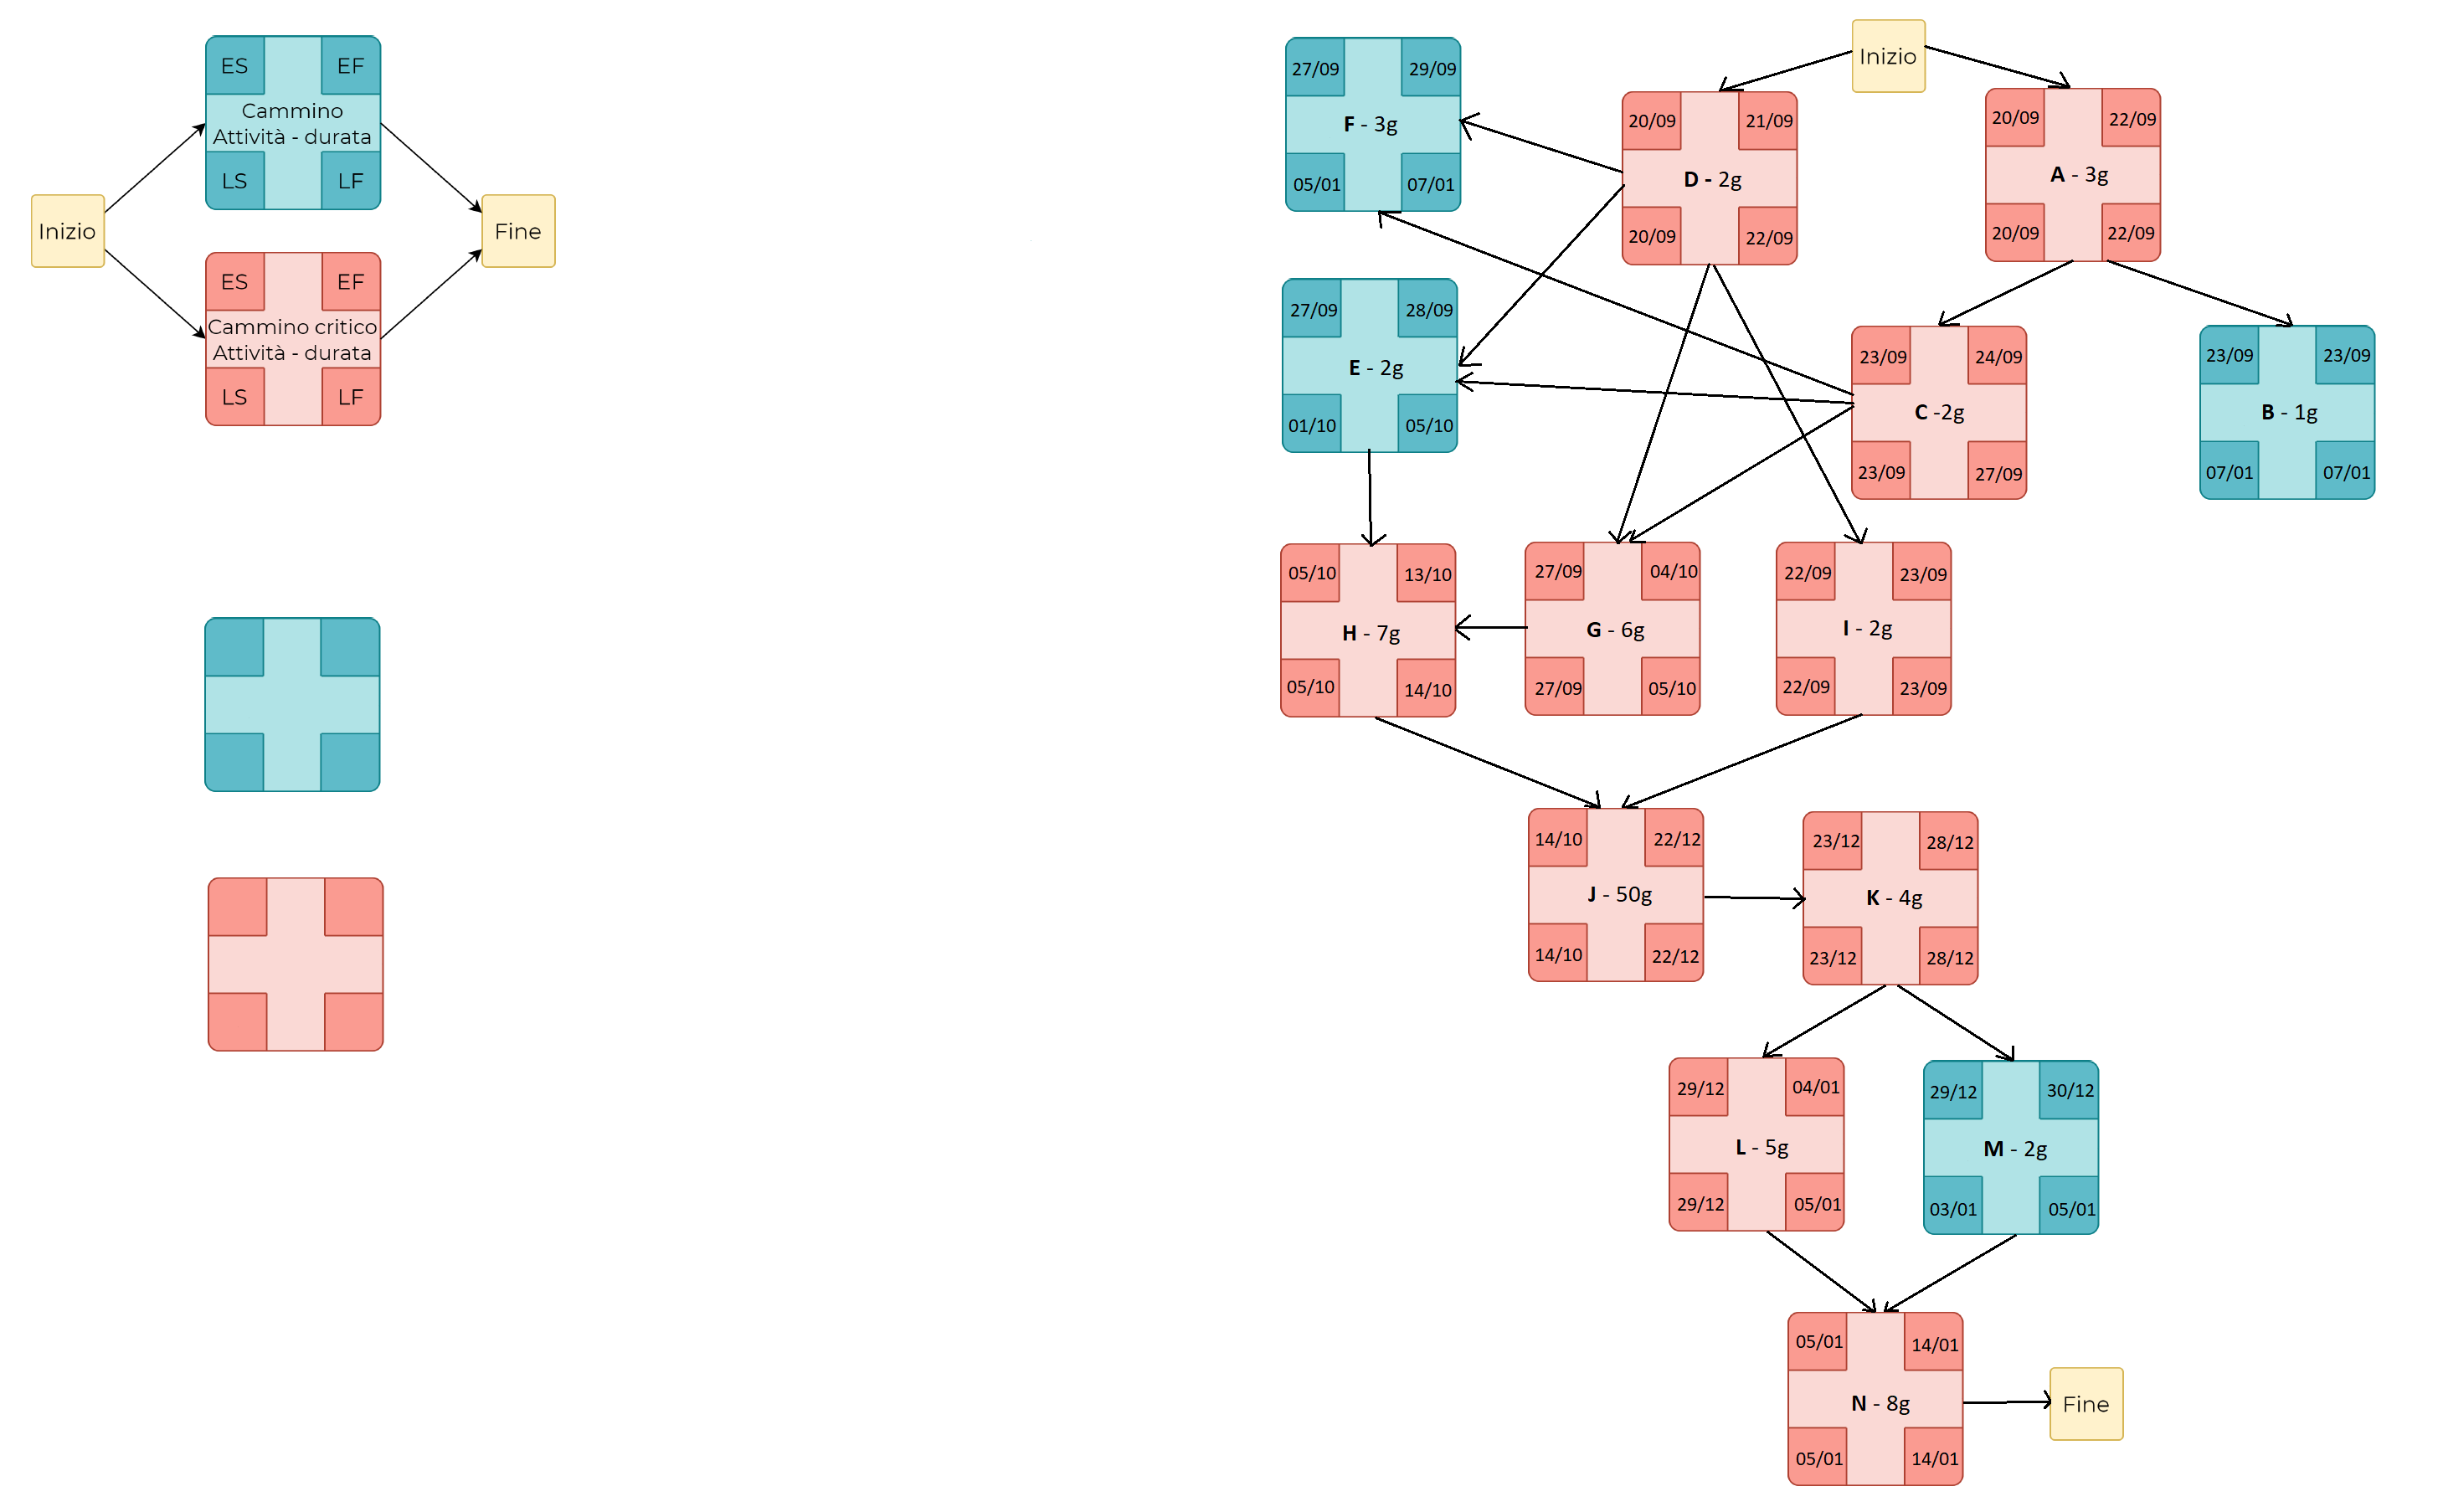 ES EF
Cammino
Attività - durata
LS LF
Inizio
Fine
ES EF
Cammino critico
Attività - durata
LS LF
Inizio
27/09 29/09
F - 3g
05/01 07/01
20/09 21/09
D - 2g
20/09 22/09
20/09 22/09
A - 3g
20/09 22/09
27/09 28/09
E - 2g
01/10 05/10
23/09 24/09
C -2g
23/09 27/09
23/09 23/09
B - 1g
07/01 07/01
05/10 13/10
H - 7g
05/10 14/10
27/09 04/10
G - 6g
27/09 05/10
22/09 23/09
I - 2g
22/09 23/09
14/10 22/12
J - 50g
14/10 22/12
23/12 28/12
K - 4g
23/12 28/12
29/12 04/01
L - 5g
29/12 05/01
29/12 30/12
M - 2g
03/01 05/01
05/01 14/01
N - 8g
05/01 14/01
Fine